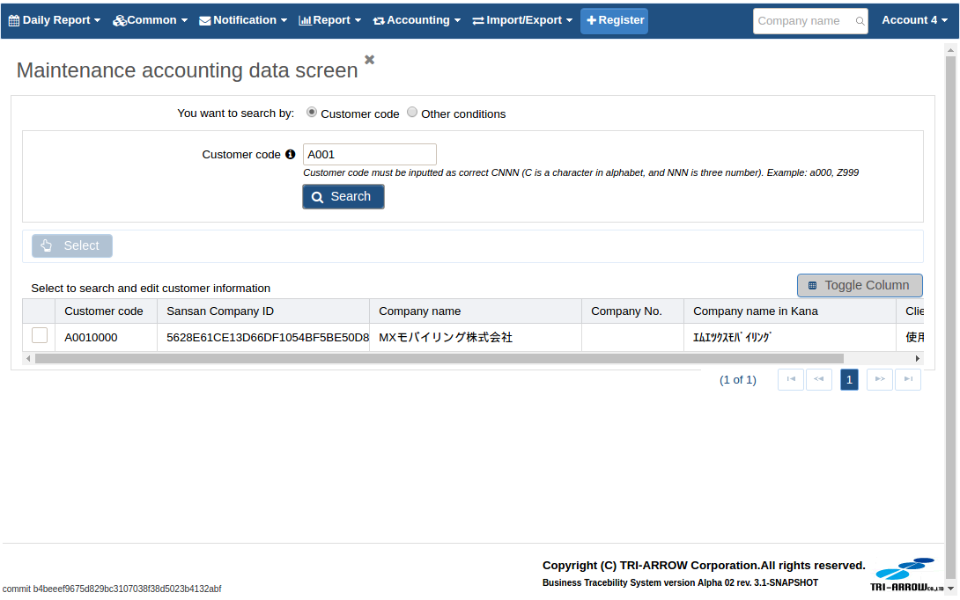 Daily Report Common Notification Report Accounting Import/Export Register Company name Account 4
Maintenance accounting data screen
You want to search by: Customer code Other conditions
Customer code A001
Customer code must be inputted as correct CNNN (C is a character in alphabet, and NNN is three number). Example: a000, Z999
Search
Select
Select to search and edit customer information Toggle Column
Customer code Sansan Company ID Company name Company No. Company name in Kana Clie
A0010000 5628E61CE13D66DF1054BF5BE50D8 MXモバイリング株式会社 ｴﾑｴｯｸｽﾓﾊﾞｲﾘﾝｸﾞ 使用
(1 of 1) 1
Copyright (C) TRI-ARROW Corporation.All rights reserved.
Business Tracebility System version Alpha 02 rev. 3.1-SNAPSHOT
TRI-ARROW CO.,LTD
commit b4beeef9675d829bc3107038f38d5023b4132abf